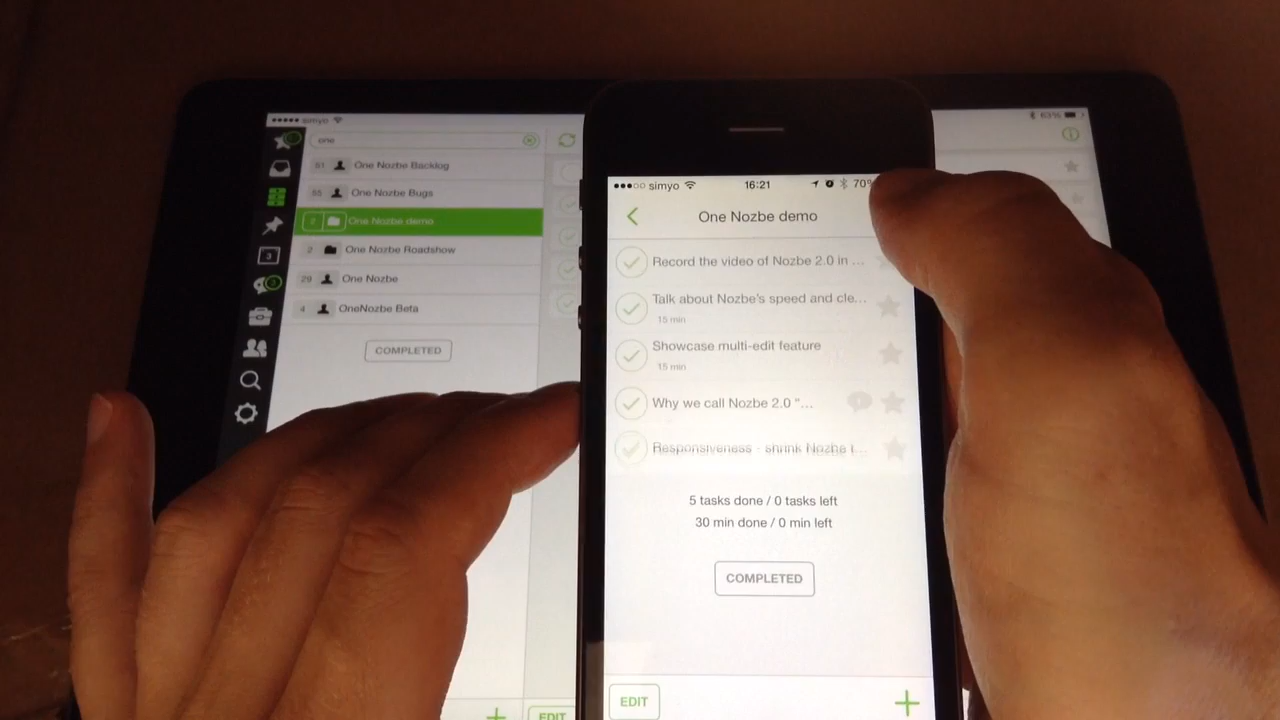 simyo
63%
one
51 One Nozbe Backlog
55 One Nozbe Bugs
2 One Nozbe demo
2 One Nozbe Roadshow
29 One Nozbe
4 OneNozbe Beta
COMPLETED
3
EDIT
simyo 16:21 70%
One Nozbe demo
Record the video of Nozbe 2.0 in ...
Talk about Nozbe's speed and cle...
15 min
Showcase multi-edit feature
15 min
Why we call Nozbe 2.0 "...
Responsiveness - shrink Nozbe t...
5 tasks done / 0 tasks left
30 min done / 0 min left
COMPLETED
EDIT